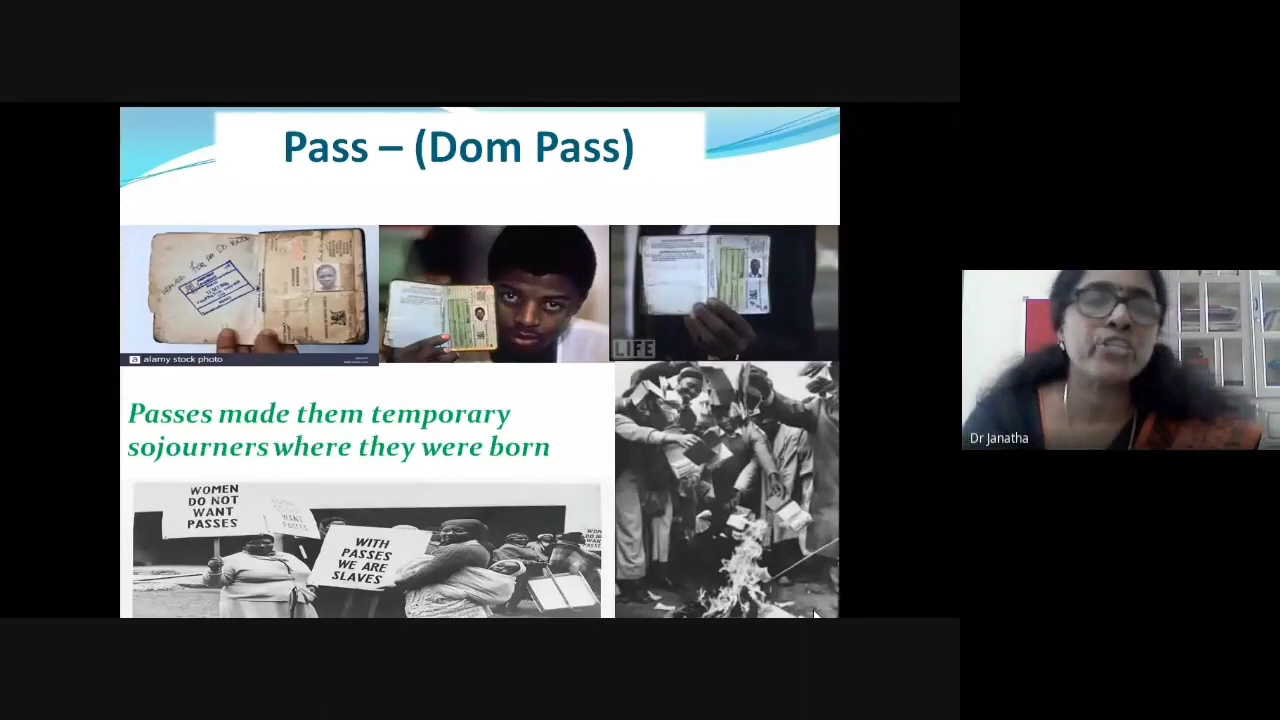 Pass – (Dom Pass)
a alamy stock photo
LIFE
Passes made them temporary
sojourners where they were born
WOMEN
DO NOT
WANT
PASSES
WITH
PASSES
WE ARE
SLAVES
Dr Janatha